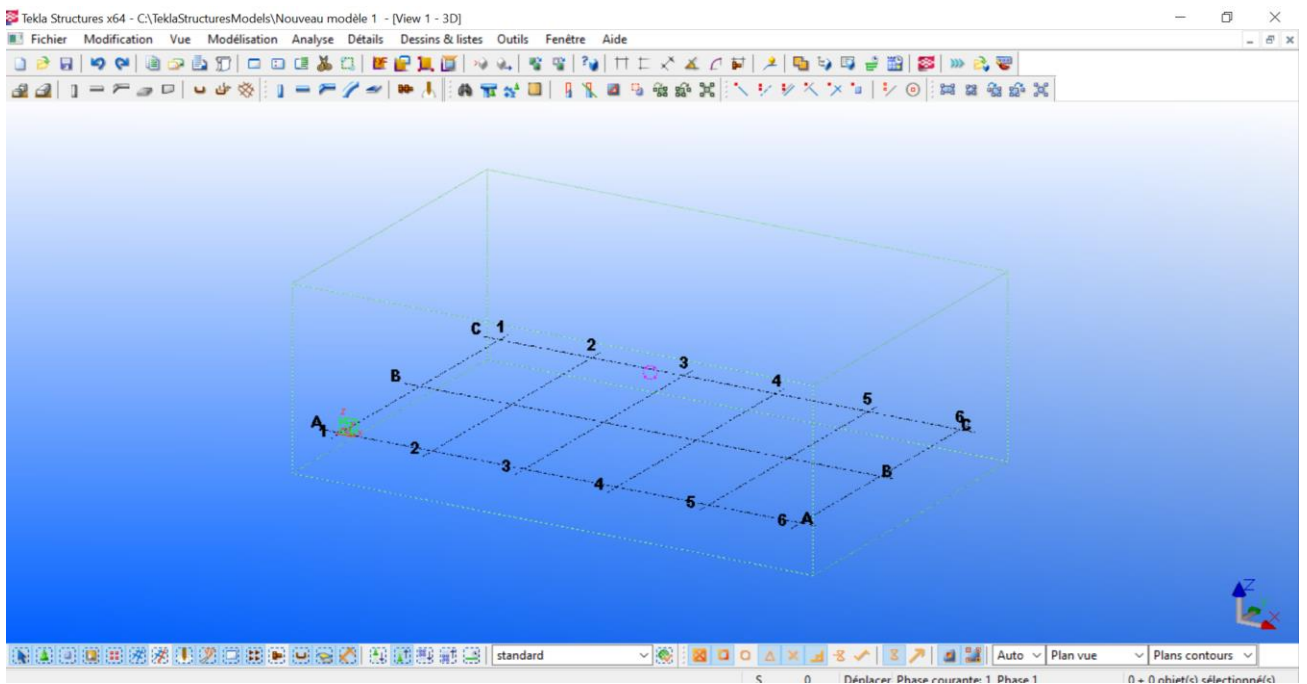 Tekla Structures x64 - C:\TeklaStructuresModels\Nouveau modèle 1 - [View 1 - 3D]
Fichier Modification Vue Modélisation Analyse Détails Dessins & listes Outils Fenêtre Aide
C 1
2
3
B
4
5
6
C
A
1
Z
2
3
B
4
5
6 A
Z
X
standard
Auto Plan vue Plans contours
S 0 Déplacer Phase courante: 1, Phase 1 0 + 0 objet(s) sélectionné(s)